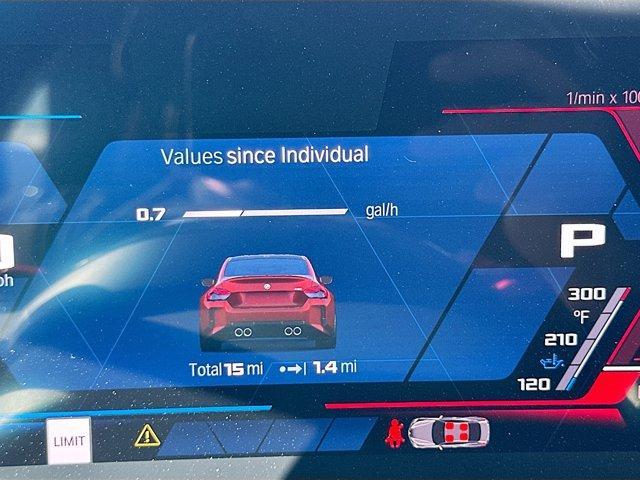 1/min x 100
Values since Individual
0.7 gal/h
P
300
°F
210
120
Total 15 mi 1.4 mi
LIMIT